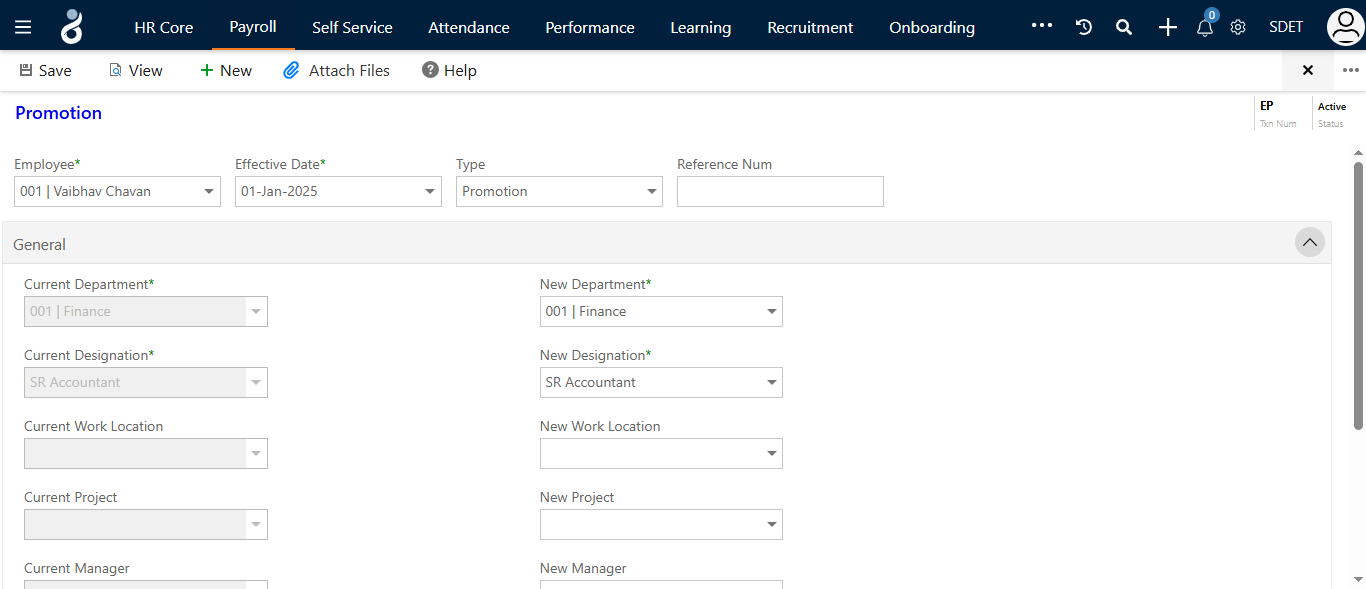 HR Core Payroll Self Service Attendance Performance Learning Recruitment Onboarding ••• 0 SDET
Save View + New Attach Files ? Help × •••
Promotion
EP Active
Txn Num Status
Employee* Effective Date* Type Reference Num
001 | Vaibhav Chavan 01-Jan-2025 Promotion
General
Current Department* New Department*
001 | Finance 001 | Finance
Current Designation* New Designation*
SR Accountant SR Accountant
Current Work Location New Work Location
Current Project New Project
Current Manager New Manager